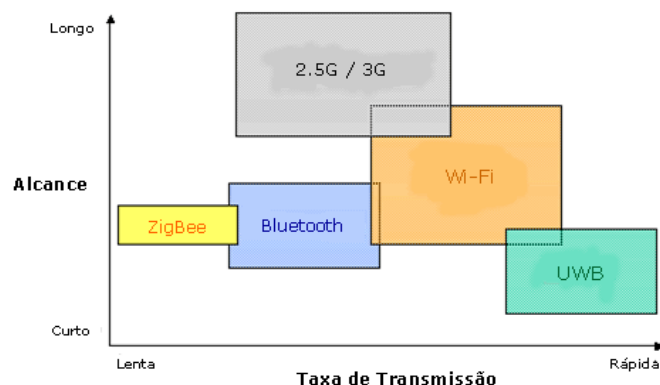 Longo
2.5G / 3G
Wi-Fi
Alcance
ZigBee
Bluetooth
UWB
Curto
Lenta
Rápida
Taxa de Transmissão